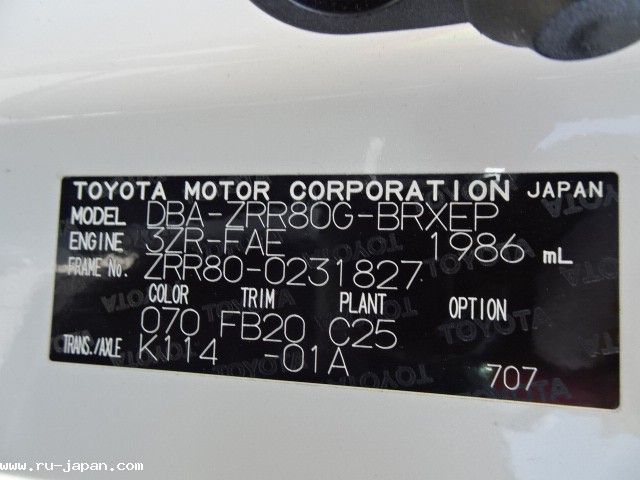 TOYOTA MOTOR CORPORATION JAPAN
MODEL DBA-ZRR80G-BRXEP
ENGINE 3ZR-FAE 1986 mL
FRAME No. ZRR80-0231827
COLOR TRIM PLANT OPTION
070 FB20 C25
TRANS./AXLE K114 -01A
707
www.ru-japan.com